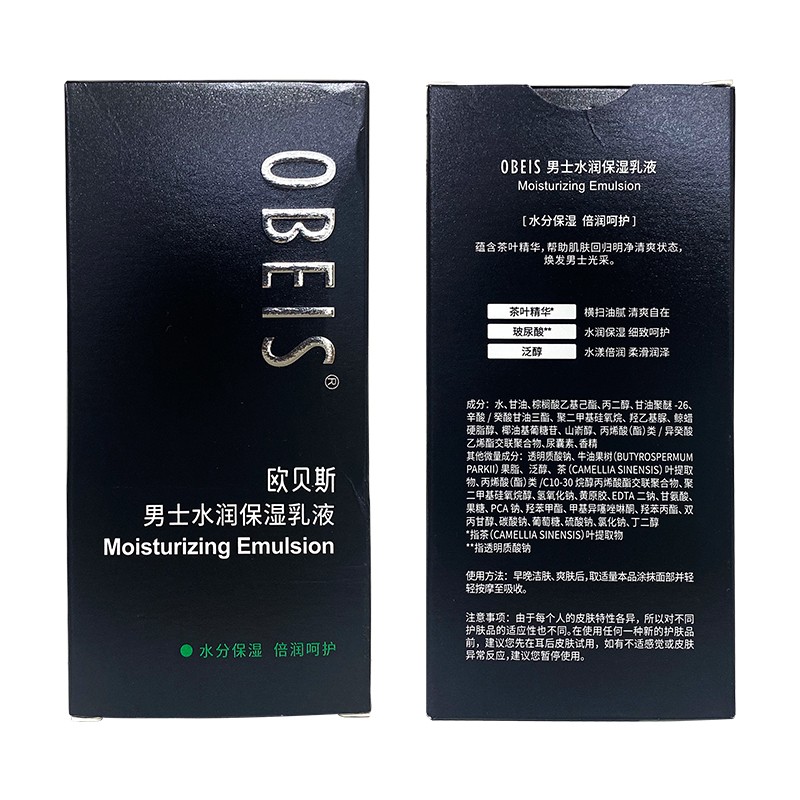 OBEIS®
欧贝斯
男士水润保湿乳液
Moisturizing Emulsion
水分保湿 倍润呵护
OBEIS 男士水润保湿乳液
Moisturizing Emulsion
[水分保湿 倍润呵护]
蕴含茶叶精华,帮助肌肤回归明净清爽状态,
焕发男士光采。
茶叶精华* 横扫油腻 清爽自在
玻尿酸** 水润保湿 细致呵护
泛醇 水漾倍润 柔滑润泽
成分:水、甘油、棕榈酸乙基己酯、丙二醇、甘油聚醚-26、
辛酸/癸酸甘油三酯、聚二甲基硅氧烷、羟乙基脲、鲸蜡
硬脂醇、椰油基葡糖苷、山嵛醇、丙烯酸(酯)类/异癸酸
乙烯酯交联聚合物、尿囊素、香精
其他微量成分:透明质酸钠、牛油果树(BUTYROSPERMUM
PARKII)果脂、泛醇、茶(CAMELLIA SINENSIS)叶提取
物、丙烯酸(酯)类/C10-30烷醇丙烯酸酯交联聚合物、聚
二甲基硅氧烷醇、氢氧化钠、黄原胶、EDTA二钠、甘氨酸、
果糖、PCA钠、羟苯甲酯、甲基异噻唑啉酮、羟苯丙酯、双
丙甘醇、碳酸钠、葡萄糖、硫酸钠、氯化钠、丁二醇
*指茶(CAMELLIA SINENSIS)叶提取物
**指透明质酸钠
使用方法:早晚洁肤、爽肤后,取适量本品涂抹面部并轻
轻按摩至吸收。
注意事项:由于每个人的皮肤特性各异,所以对不同
护肤品的适应性也不同。在使用任何一种新的护肤品
前,建议您先在耳后皮肤试用,如有不适感觉或皮肤
异常反应,建议您暂停使用。